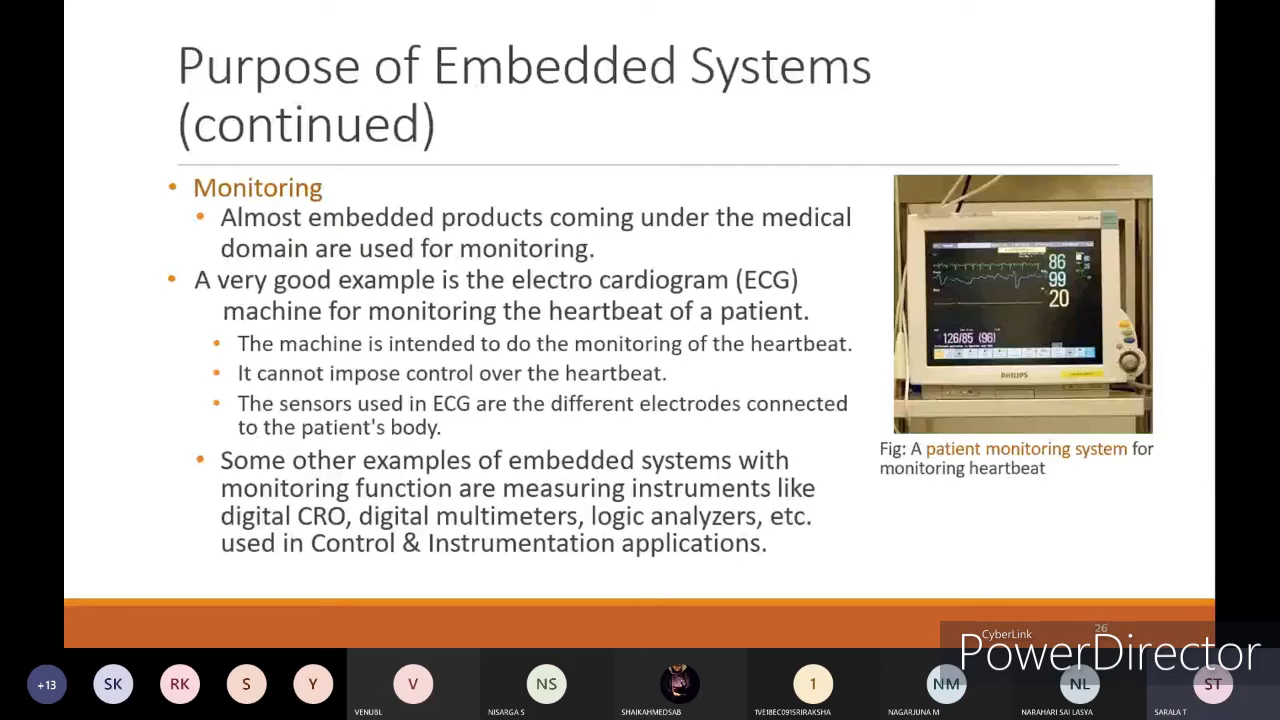 Purpose of Embedded Systems
(continued)
• Monitoring
• Almost embedded products coming under the medical
domain are used for monitoring.
• A very good example is the electro cardiogram (ECG)
machine for monitoring the heartbeat of a patient.
• The machine is intended to do the monitoring of the heartbeat.
• It cannot impose control over the heartbeat.
• The sensors used in ECG are the different electrodes connected
to the patient's body.
• Some other examples of embedded systems with
monitoring function are measuring instruments like
digital CRO, digital multimeters, logic analyzers, etc.
used in Control & Instrumentation applications.
86
99
20
126/85 (96)
PHILIPS
Fig: A patient monitoring system for
monitoring heartbeat
26
CyberLink
PowerDirector
+13
SK
RK
S
Y
V
NS
1
NM
NL
ST
VENUBL
NISARGA S
SHAIKAHMEDSAB
1VE18EC091SRIRAKSHA
NAGARJUNA M
NARAHARI SAI LASYA
SARALA T